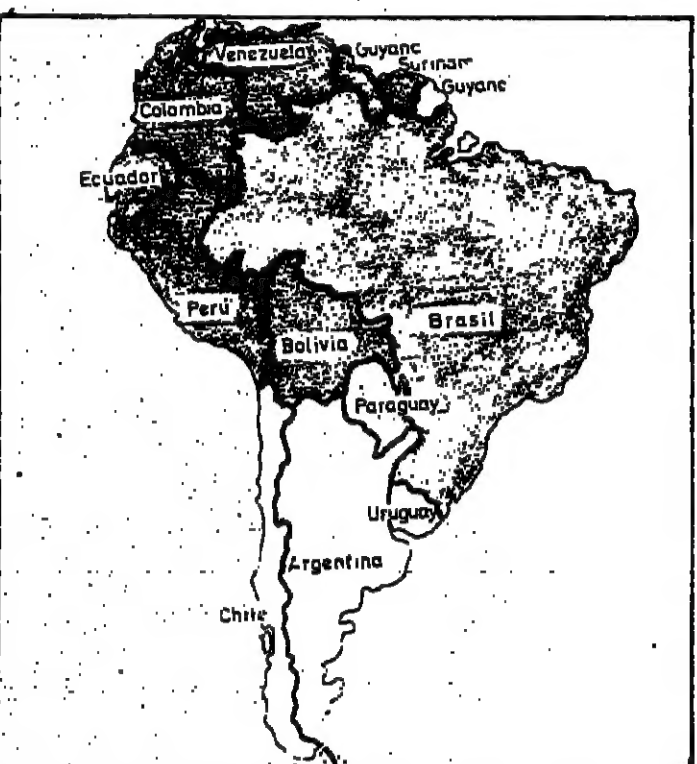 Venezuela
Guyane
Surinam
Guyane
Colombia
Ecuador
Perú
Bolivia
Brasil
Paraguay
Uruguay
Argentina
Chile